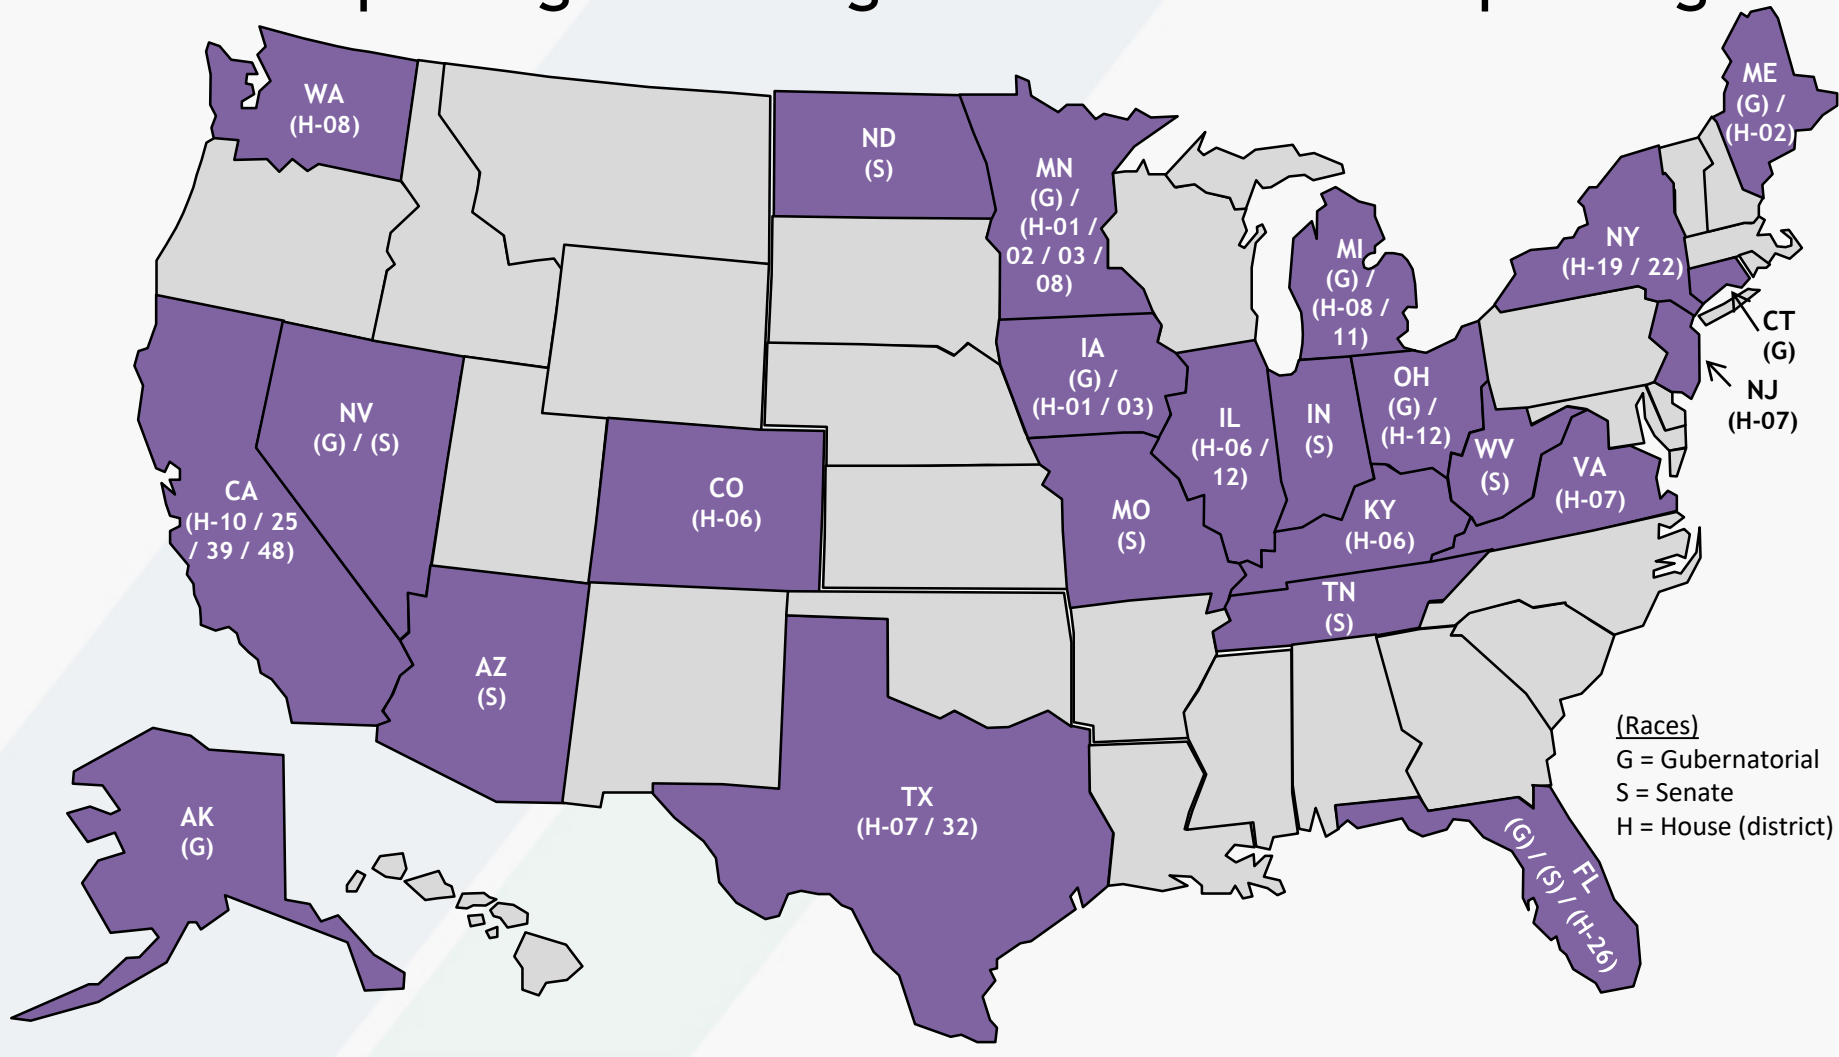 WA
(H-08)
ND
(S)
MN
(G) /
(H-01 /
02 / 03 /
08)
ME
(G) /
(H-02)
NY
(H-19 / 22)
MI
(G) /
(H-08 /
11)
CT
(G)
NJ
(H-07)
IA
(G) /
(H-01 / 03)
OH
(G) /
(H-12)
NV
(G) / (S)
IL
(H-06 /
12)
IN
(S)
WV
(S)
VA
(H-07)
CA
(H-10 / 25
/ 39 / 48)
CO
(H-06)
MO
(S)
KY
(H-06)
TN
(S)
AZ
(S)
TX
(H-07 / 32)
AK
(G)
FL
(G) / (S) / (H-26)
(Races)
G = Gubernatorial
S = Senate
H = House (district)